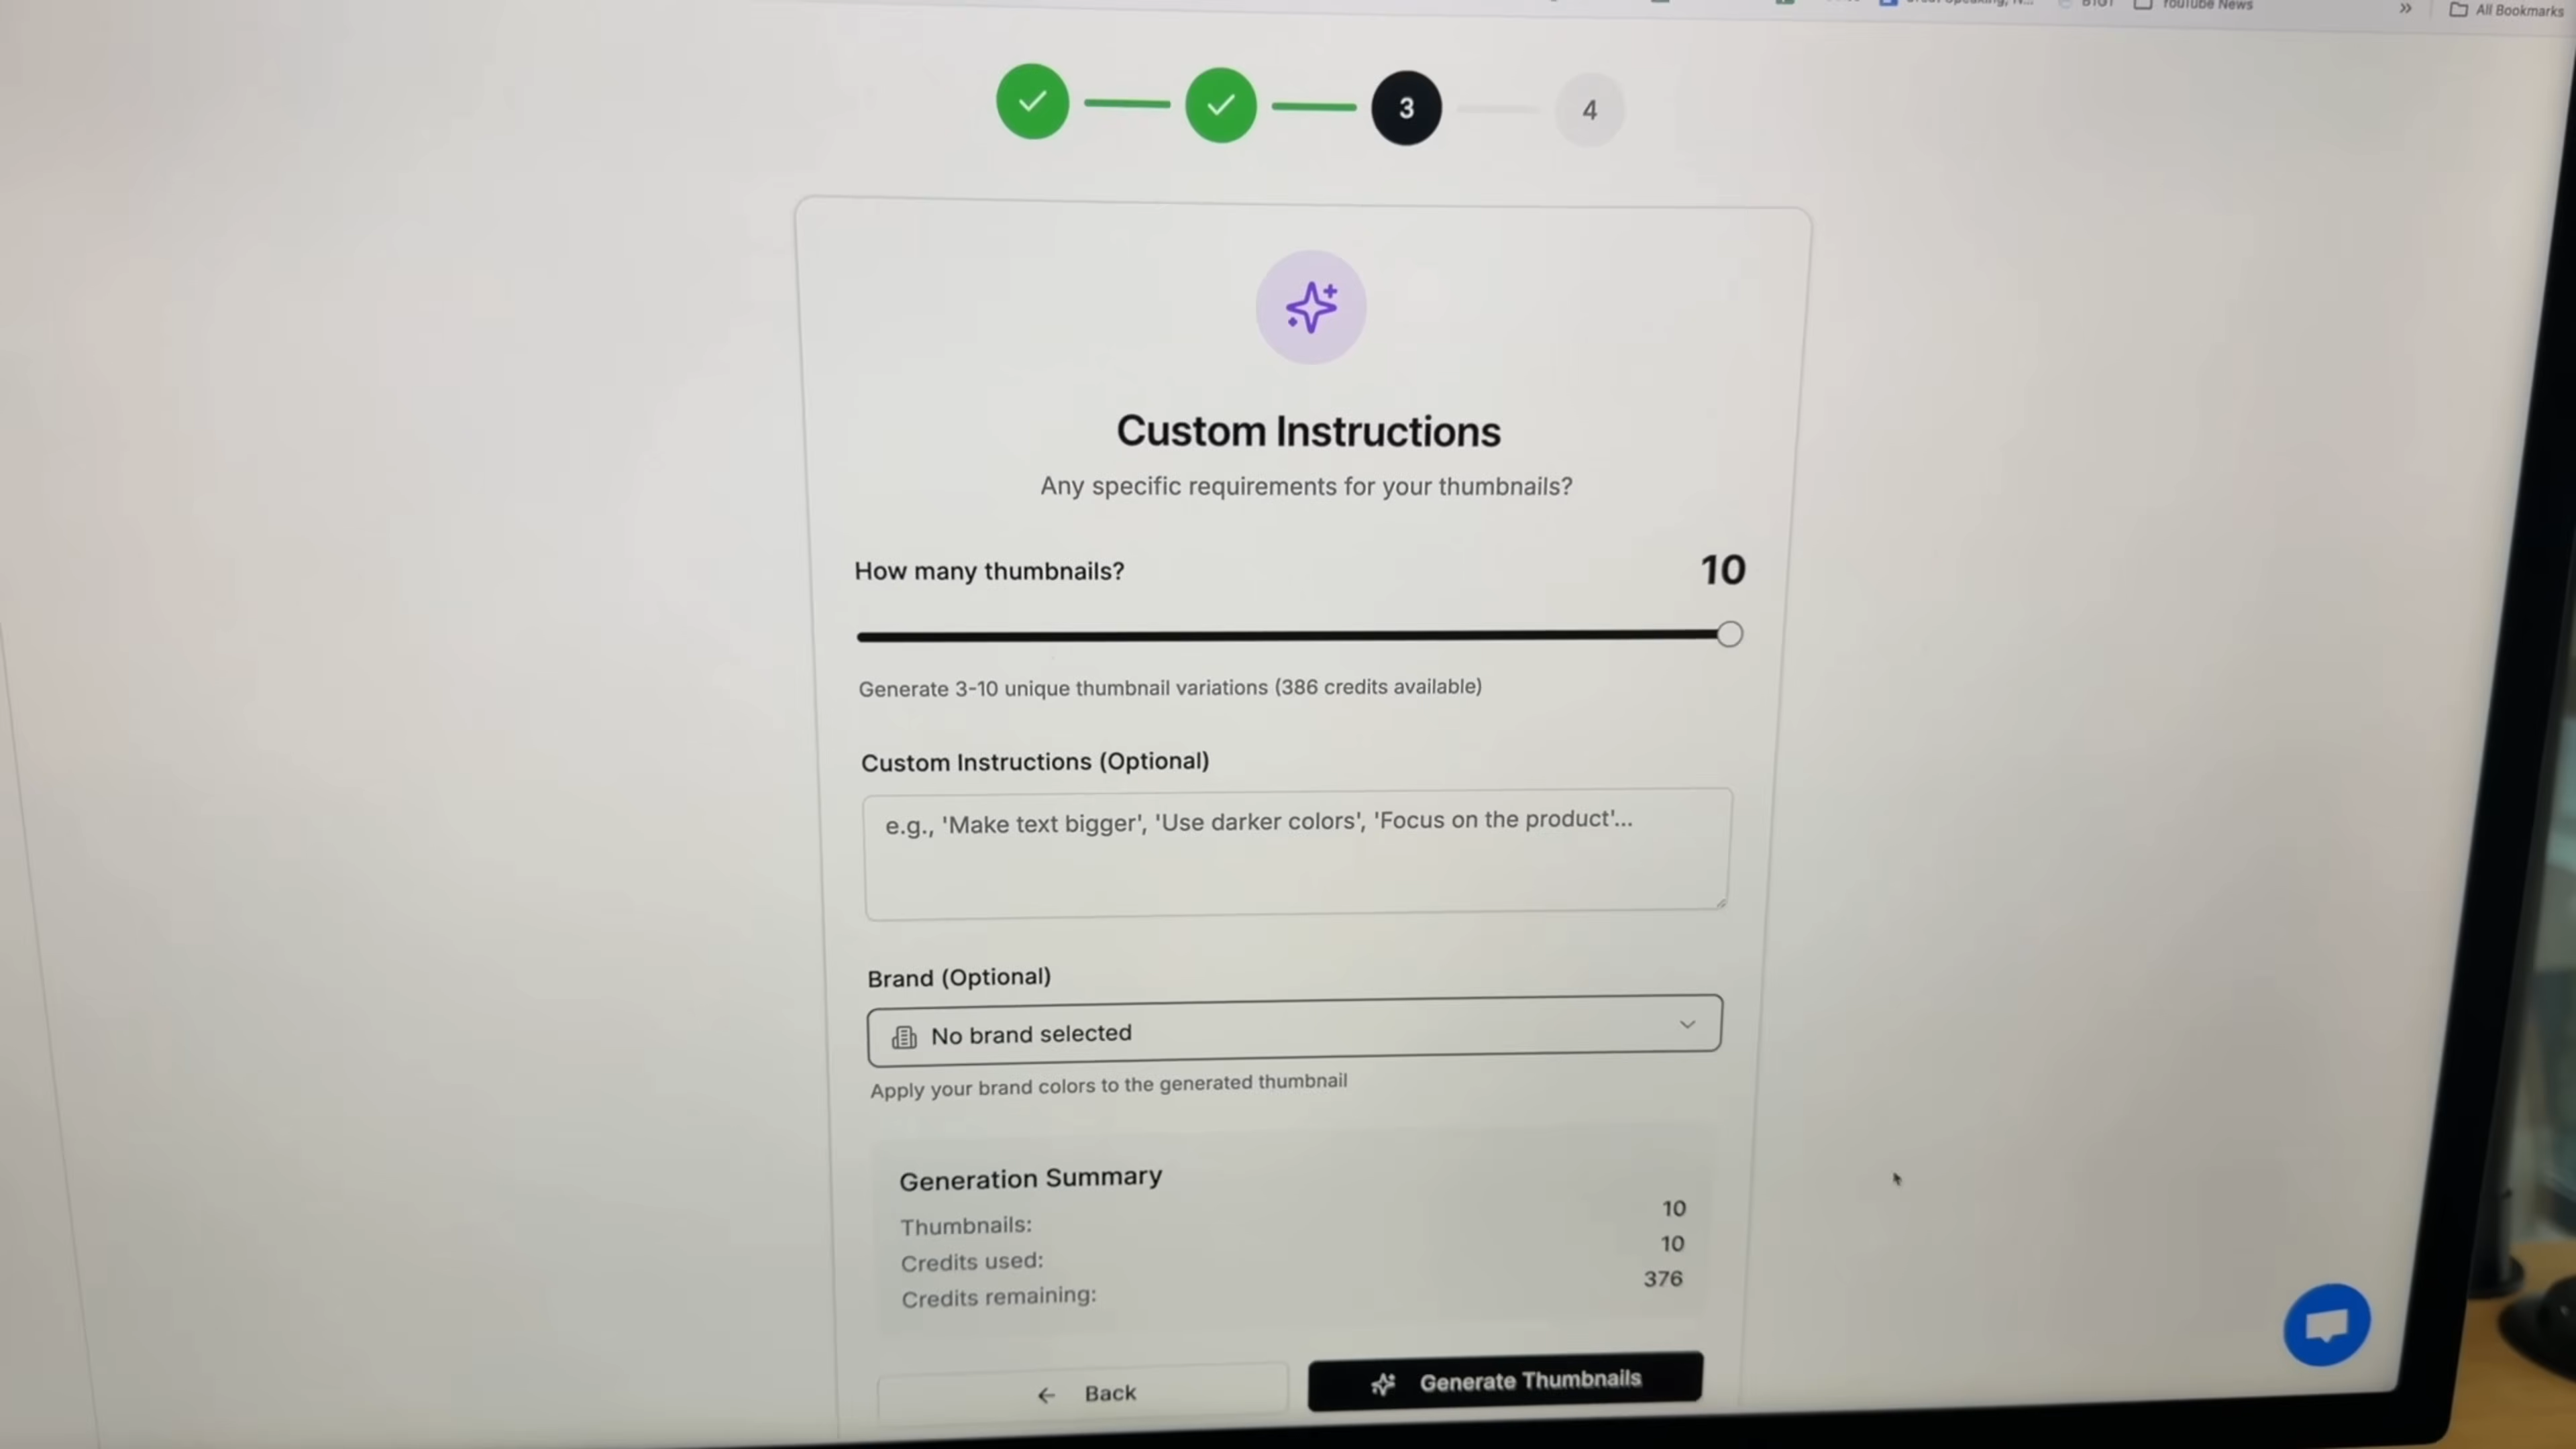 YouTube News
All Bookmarks
3
4
Custom Instructions
Any specific requirements for your thumbnails?
How many thumbnails?
10
Generate 3-10 unique thumbnail variations (386 credits available)
Custom Instructions (Optional)
e.g., 'Make text bigger', 'Use darker colors', 'Focus on the product'...
Brand (Optional)
No brand selected
Apply your brand colors to the generated thumbnail
Generation Summary
Thumbnails: 10
Credits used: 10
Credits remaining: 376
Back
Generate Thumbnails